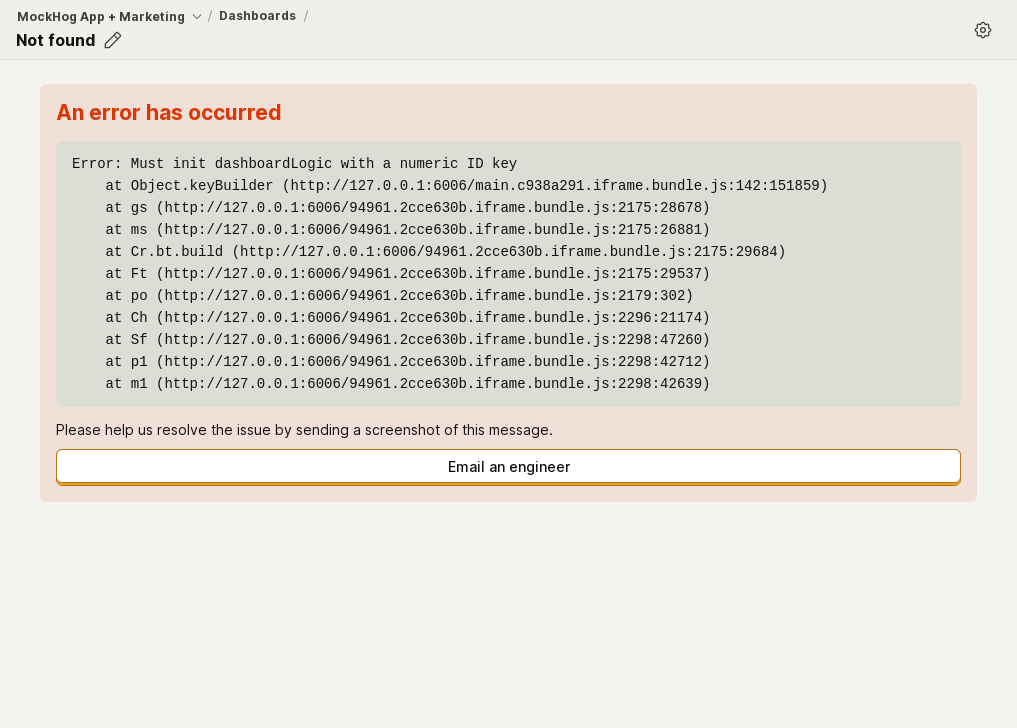 MockHog App + Marketing / Dashboards /
Not found
An error has occurred
Error: Must init dashboardLogic with a numeric ID key
    at Object.keyBuilder (http://127.0.0.1:6006/main.c938a291.iframe.bundle.js:142:151859)
    at gs (http://127.0.0.1:6006/94961.2cce630b.iframe.bundle.js:2175:28678)
    at ms (http://127.0.0.1:6006/94961.2cce630b.iframe.bundle.js:2175:26881)
    at Cr.bt.build (http://127.0.0.1:6006/94961.2cce630b.iframe.bundle.js:2175:29684)
    at Ft (http://127.0.0.1:6006/94961.2cce630b.iframe.bundle.js:2175:29537)
    at po (http://127.0.0.1:6006/94961.2cce630b.iframe.bundle.js:2179:302)
    at Ch (http://127.0.0.1:6006/94961.2cce630b.iframe.bundle.js:2296:21174)
    at Sf (http://127.0.0.1:6006/94961.2cce630b.iframe.bundle.js:2298:47260)
    at p1 (http://127.0.0.1:6006/94961.2cce630b.iframe.bundle.js:2298:42712)
    at m1 (http://127.0.0.1:6006/94961.2cce630b.iframe.bundle.js:2298:42639)
Please help us resolve the issue by sending a screenshot of this message.
Email an engineer